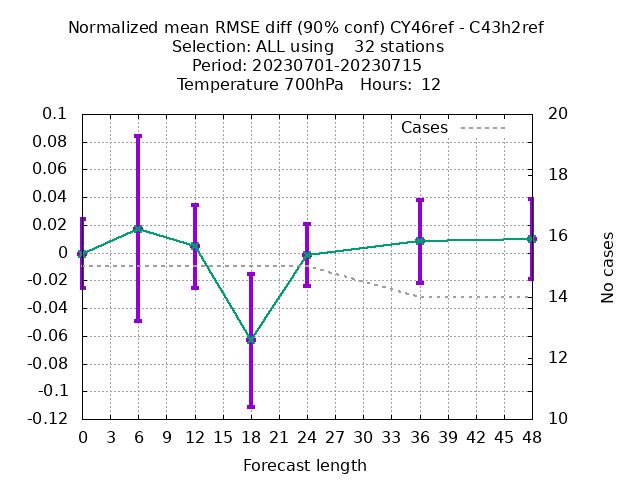 Normalized mean RMSE diff (90% conf) CY46ref - C43h2ref
Selection: ALL using    32 stations
Period: 20230701-20230715
Temperature 700hPa   Hours:  12
0.1
0.08
0.06
0.04
0.02
0
-0.02
-0.04
-0.06
-0.08
-0.1
-0.12
Cases
20
18
16
14
12
10
No cases
0 3 6 9 12 15 18 21 24 27 30 33 36 39 42 45 48
Forecast length